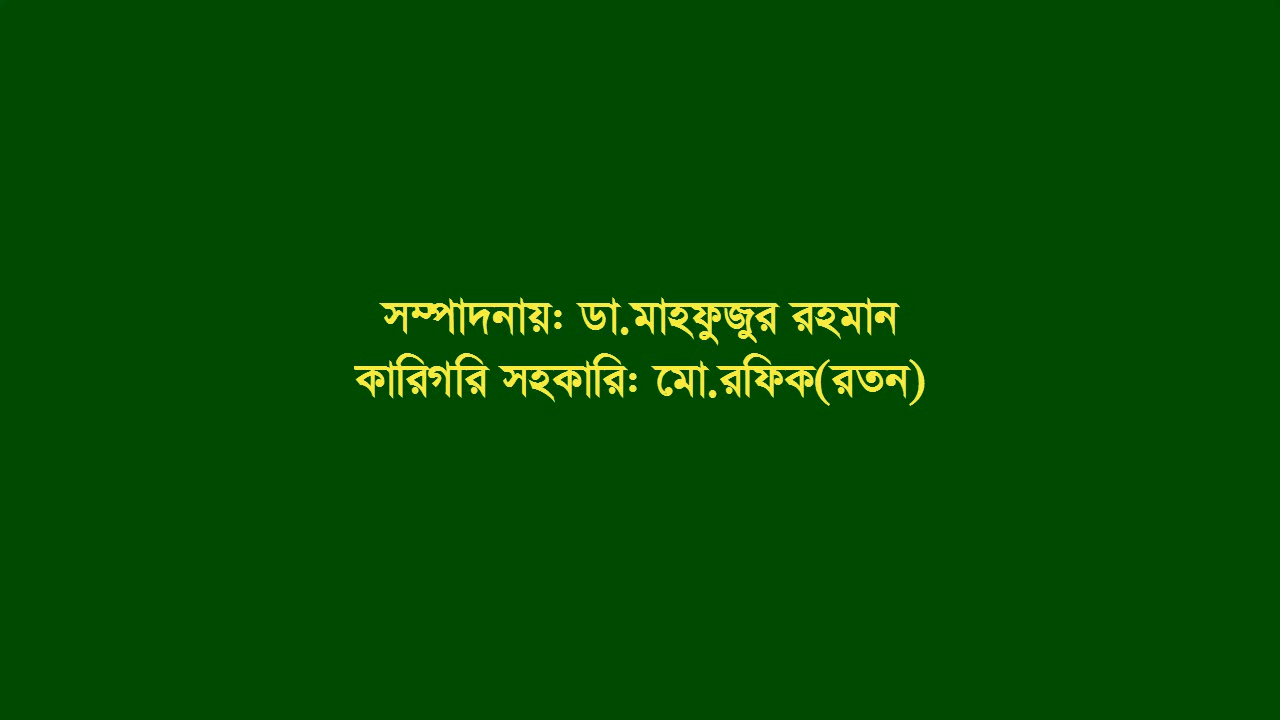 সম্পাদনায়: ডা.মাহফুজুর রহমান
কারিগরি সহকারি: মো.রফিক(রতন)